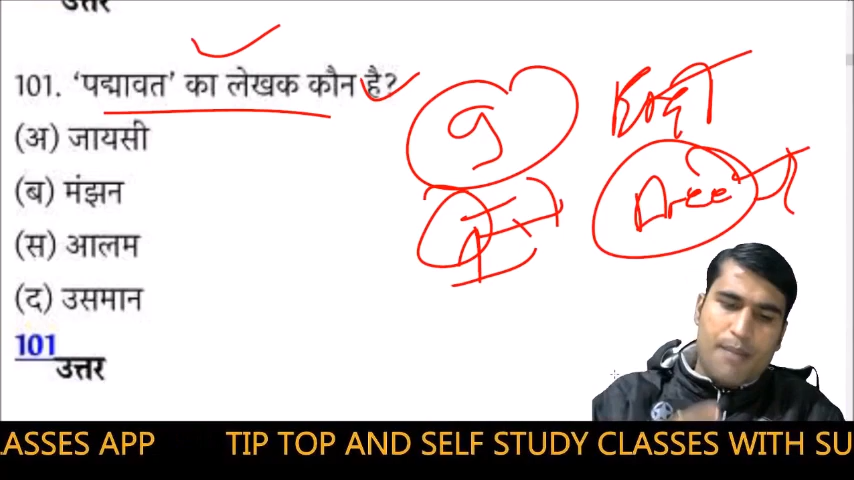 उत्तर
101. ‘पद्मावत’ का लेखक कौन है?
(अ) जायसी
(ब) मंझन
(स) आलम
(द) उसमान
101
उत्तर
LASSES APP TIP TOP AND SELF STUDY CLASSES WITH SU